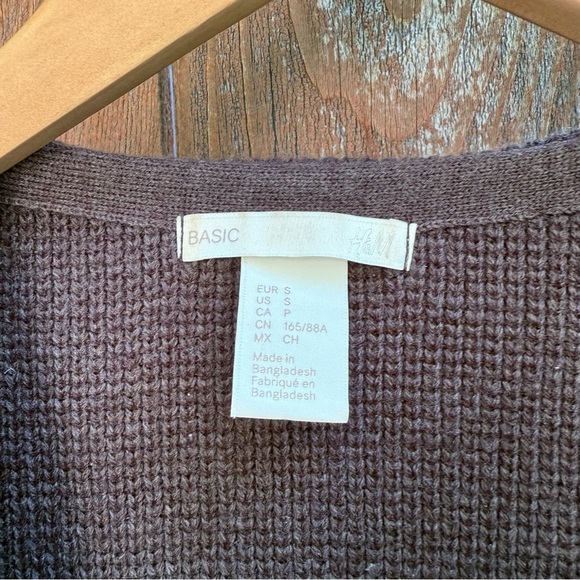 BASIC H&M
EUR S
US S
CA P
CN 165/88A
MX CH
Made in
Bangladesh
Fabriqué en
Bangladesh